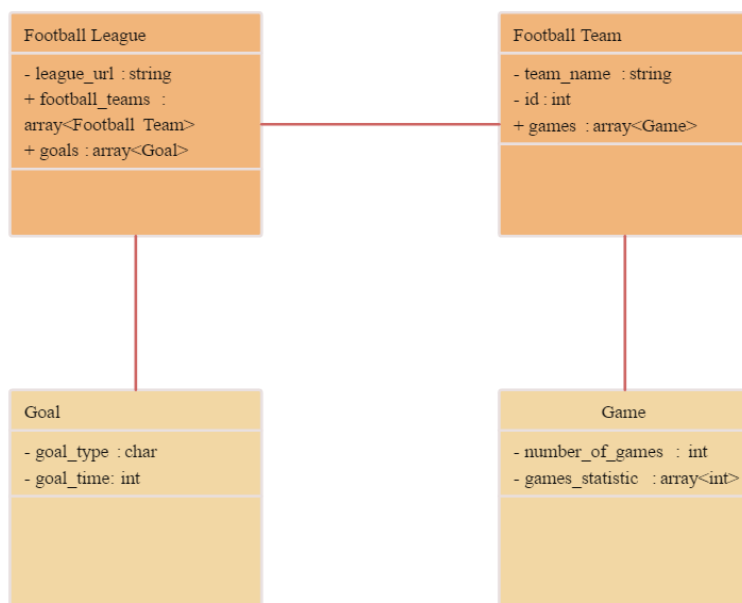 Football League
- league_url : string
+ football_teams :
array<Football Team>
+ goals : array<Goal>
Football Team
- team_name : string
- id : int
+ games : array<Game>
Goal
- goal_type : char
- goal_time: int
Game
- number_of_games : int
- games_statistic : array<int>